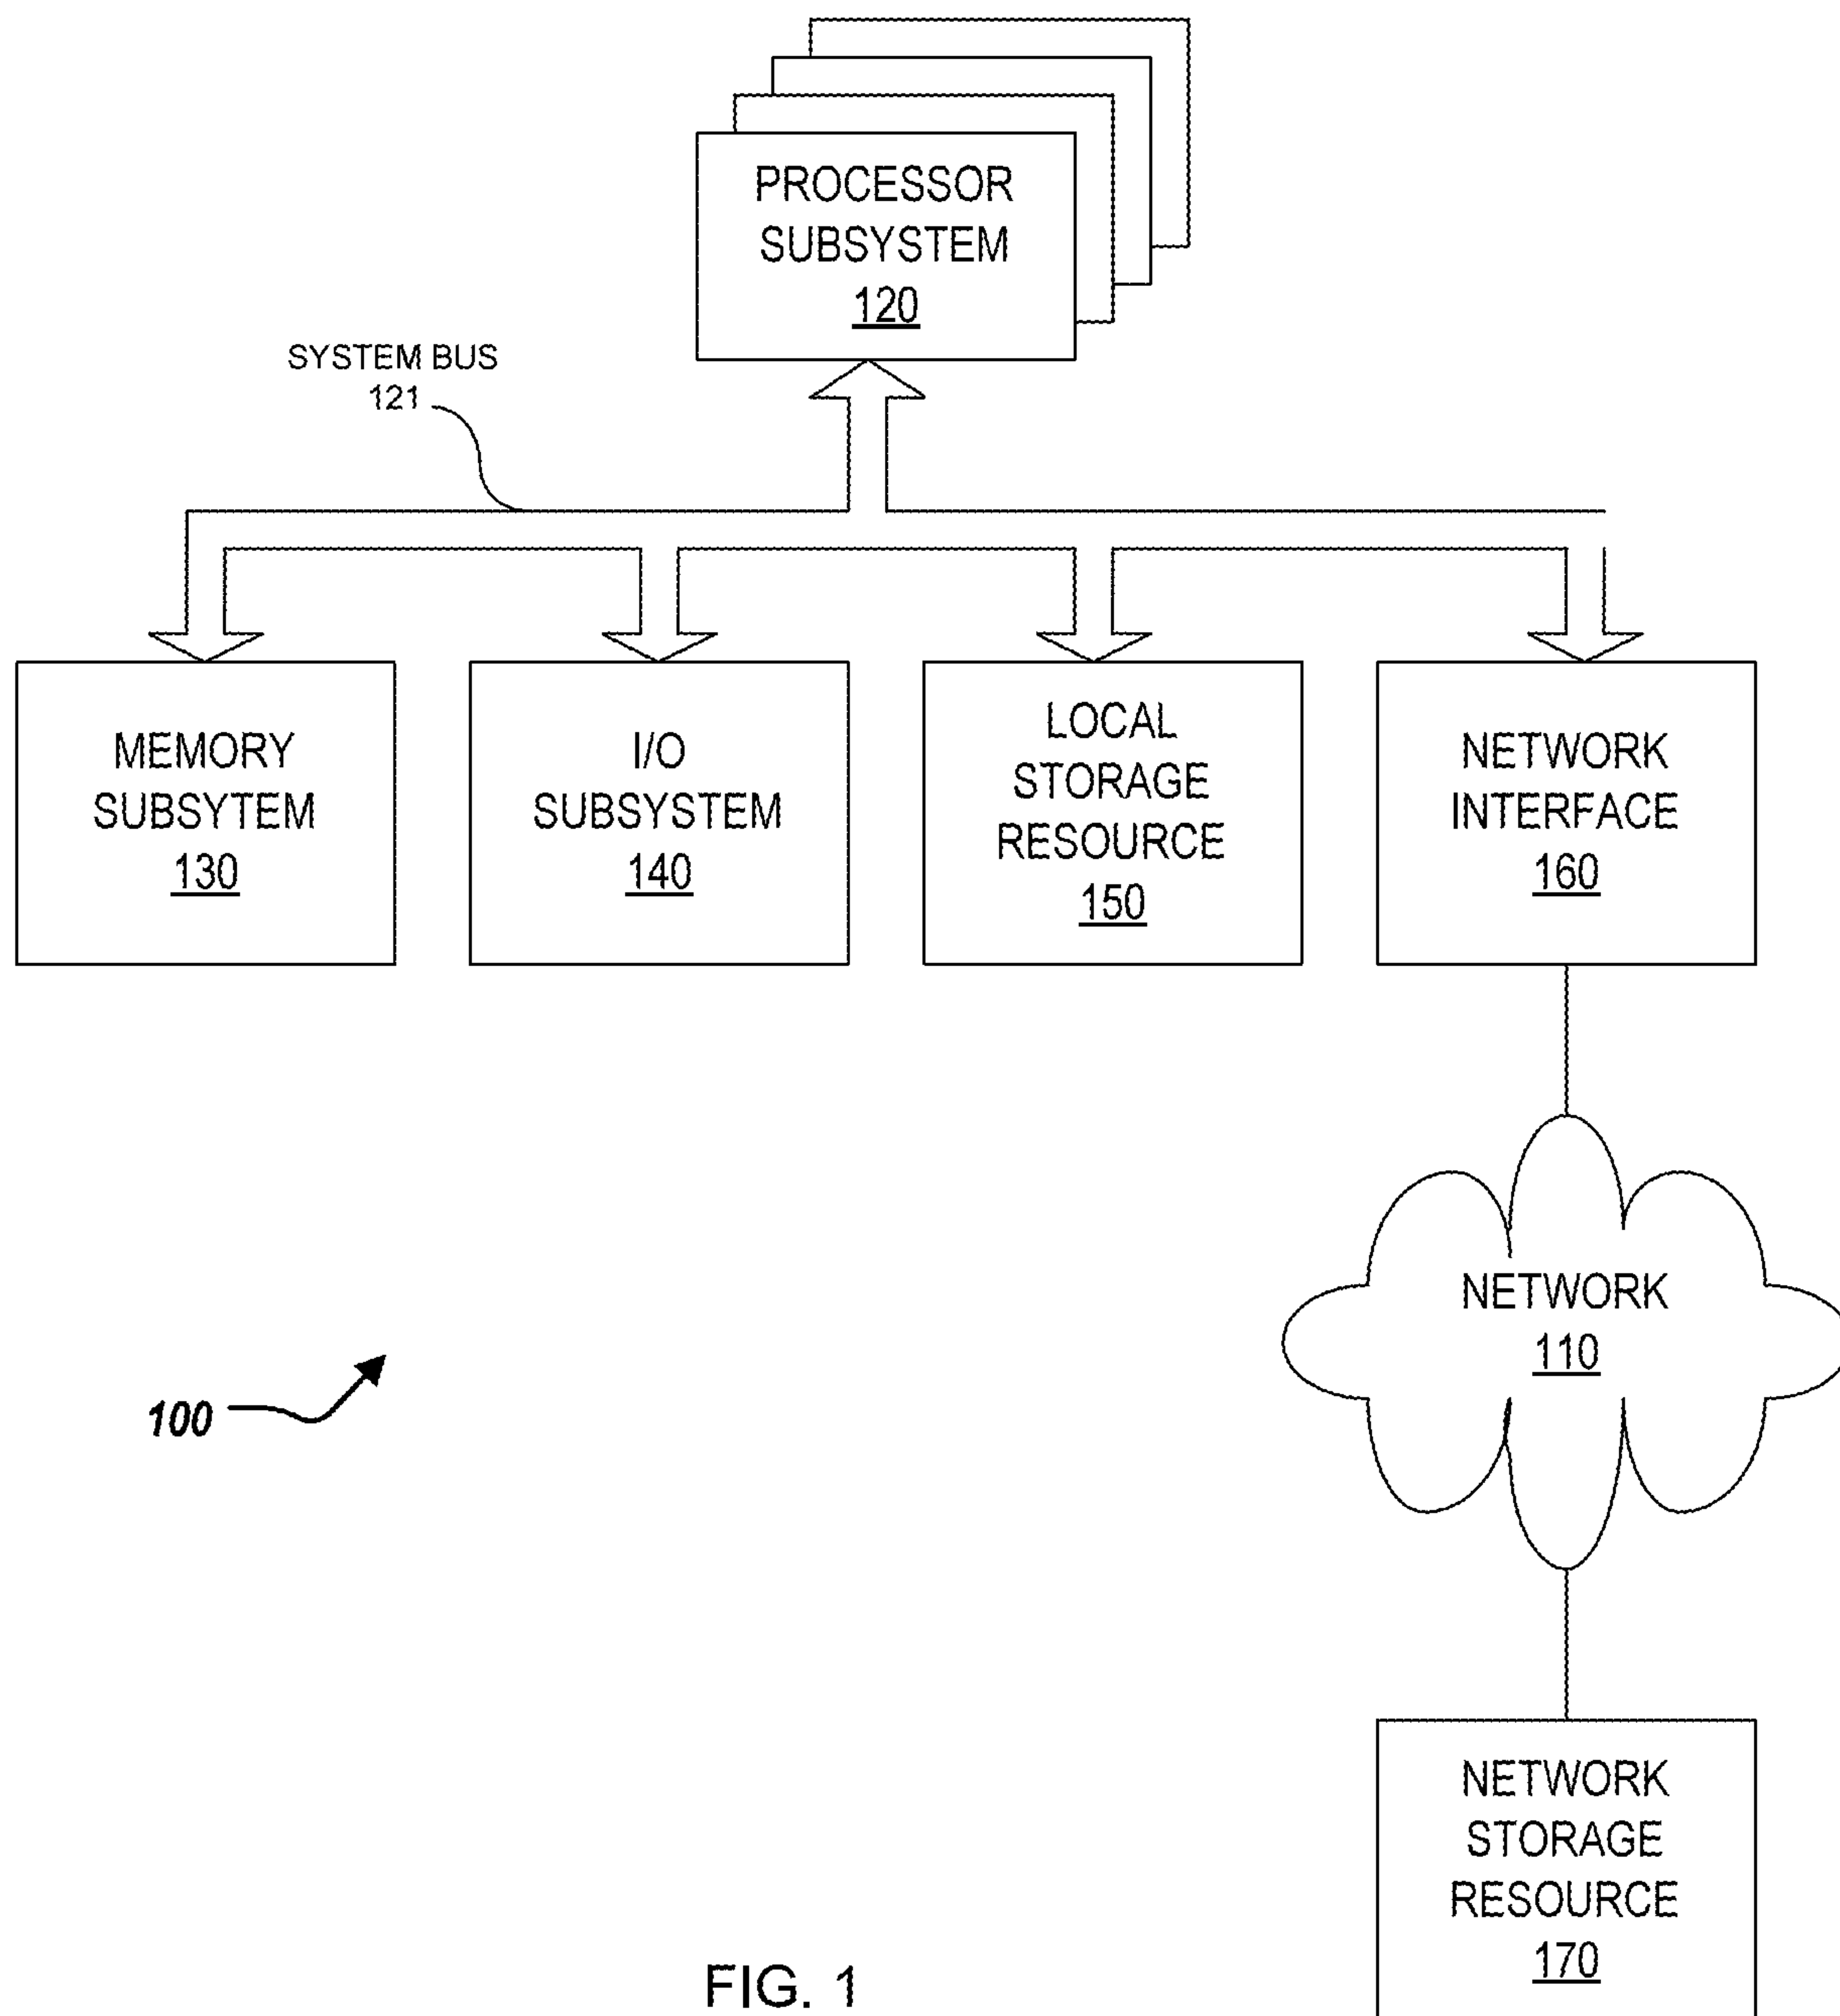 PROCESSOR
SUBSYSTEM
120
SYSTEM BUS
121
MEMORY
SUBSYTEM
130
I/O
SUBSYSTEM
140
LOCAL
STORAGE
RESOURCE
150
NETWORK
INTERFACE
160
NETWORK
110
100
NETWORK
STORAGE
RESOURCE
170
FIG. 1